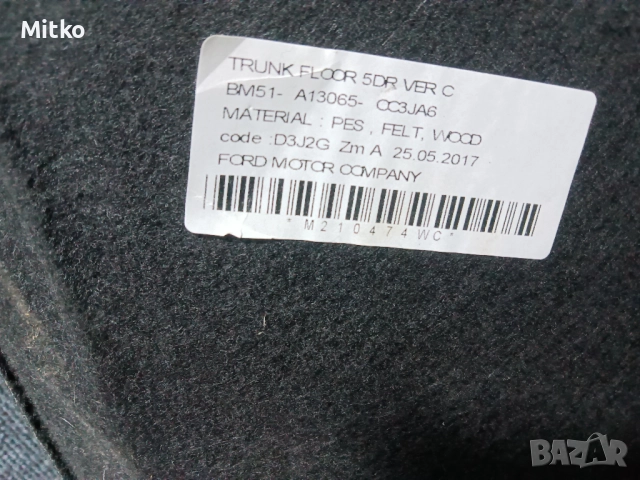 Mitko
TRUNK FLOOR 5DR VER C
BM51- A13065- CC3JA6
MATERIAL : PES , FELT, WOOD
code :D3J2G Zm A 25.05.2017
FORD MOTOR COMPANY
*M210474WC*
BAZAR